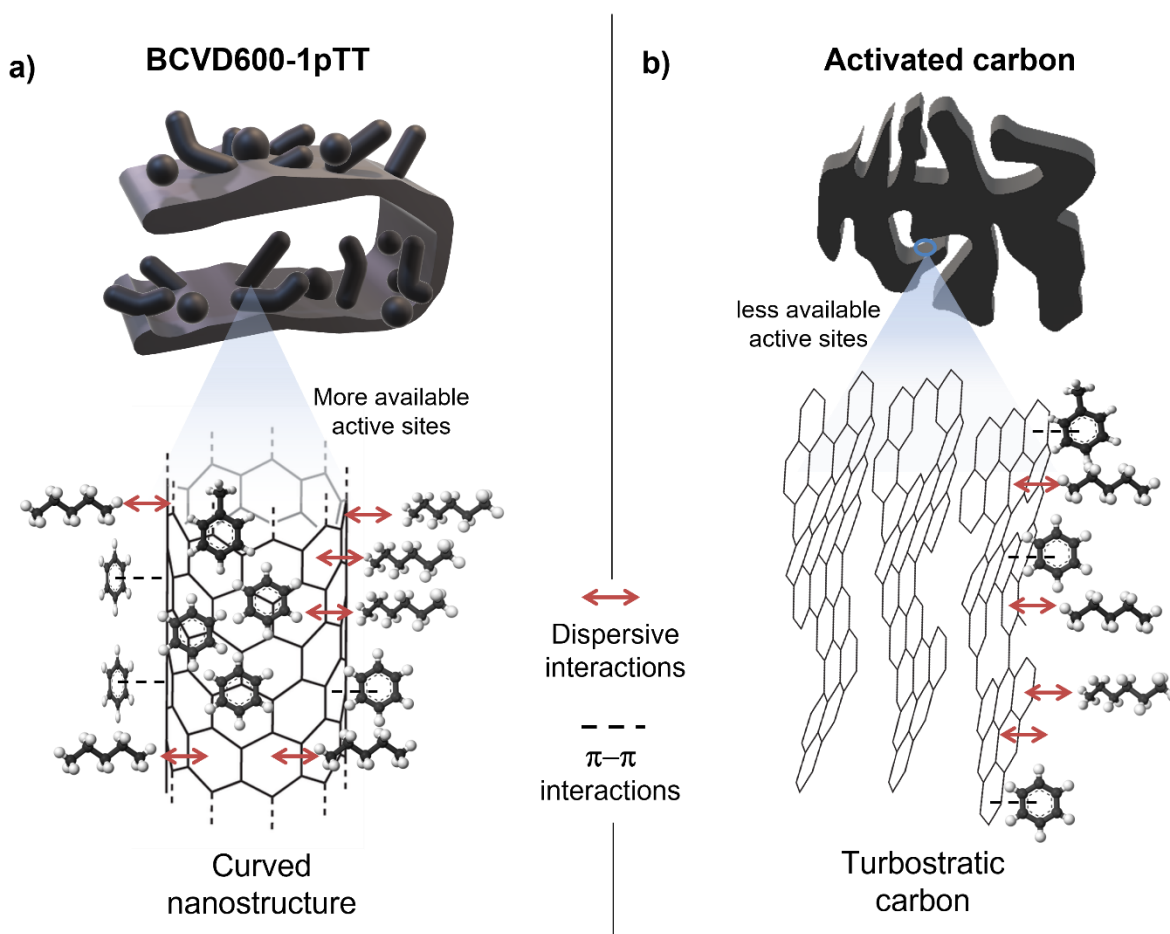 a)
BCVD600-1pTT
More available
active sites
Curved
nanostructure
Dispersive
interactions
π–π
interactions
b)
Activated carbon
less available
active sites
Turbostratic
carbon